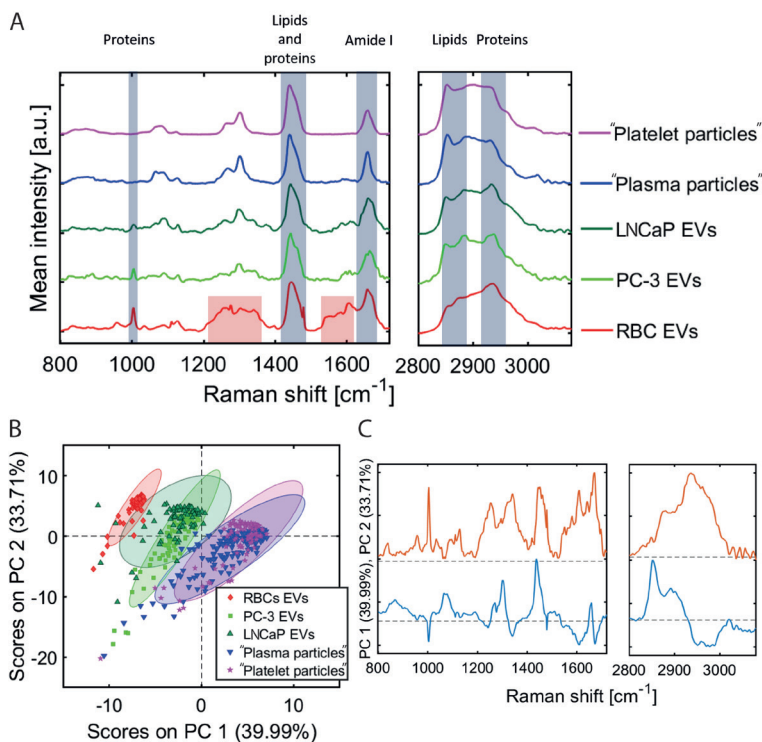 A
Proteins
Lipids
and
proteins
Amide I
Lipids Proteins
Mean intensity [a.u.]
"Platelet particles"
"Plasma particles"
LNCaP EVs
PC-3 EVs
RBC EVs
800 1000 1200 1400 1600
2800 2900 3000
Raman shift [cm-1]
B
Scores on PC 2 (33.71%)
10
0
-10
-20
RBCs EVs
PC-3 EVs
LNCaP EVs
"Plasma particles"
"Platelet particles"
-10 0 10
Scores on PC 1 (39.99%)
C
PC 1 (39.99%), PC 2 (33.71%)
800 1000 1200 1400 1600
2800 2900 3000
Raman shift [cm-1]